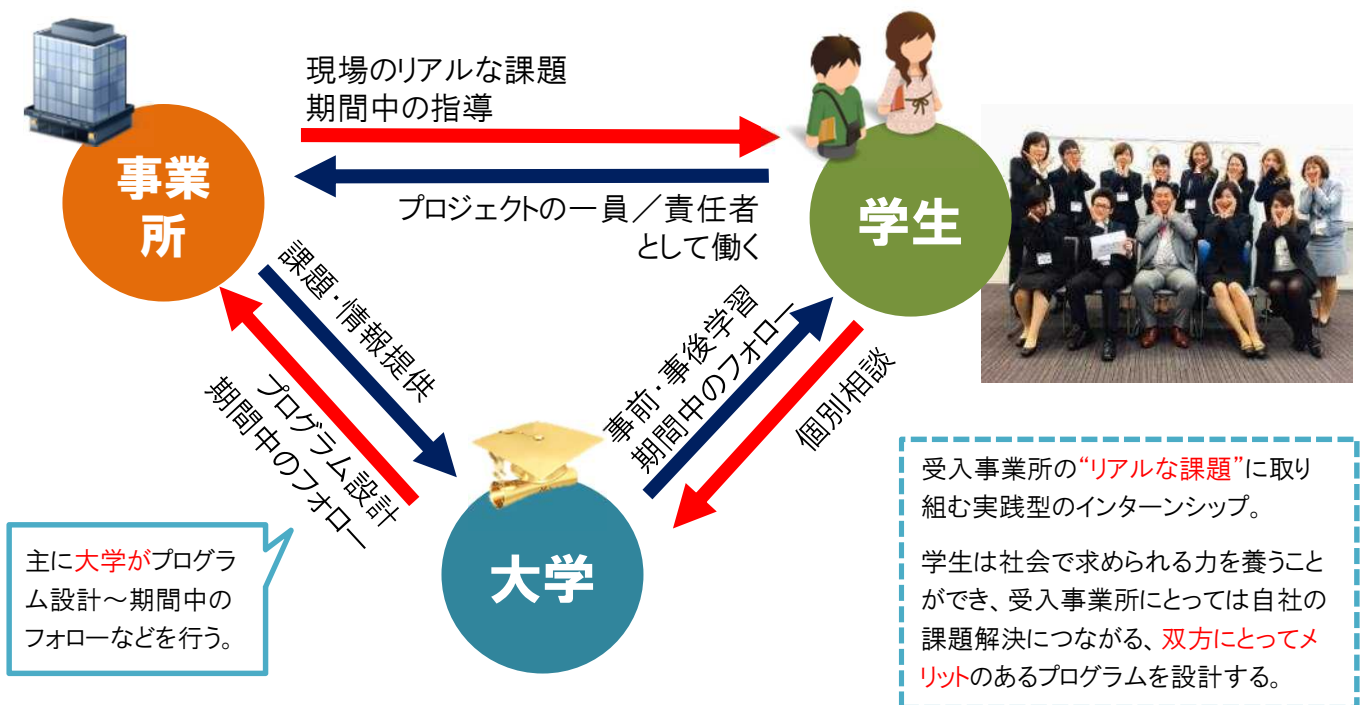 現場のリアルな課題
期間中の指導
事業
所
学生
プロジェクトの一員／責任者
として働く
課題・情報提供
プログラム設計
期間中のフォロー
事前・事後学習
期間中のフォロー
個別相談
大学
主に大学がプログラ
ム設計～期間中の
フォローなどを行う。
受入事業所の“リアルな課題”に取り
組む実践型のインターンシップ。
学生は社会で求められる力を養うこと
ができ、受入事業所にとっては自社の
課題解決につながる、双方にとってメ
リットのあるプログラムを設計する。